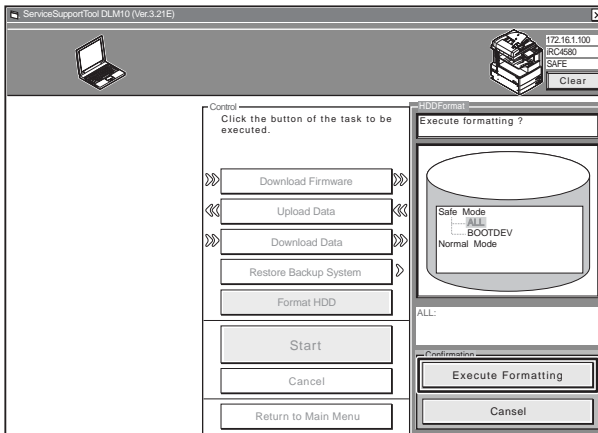 ServiceSupportTool DLM10 (Ver.3.21E)
172.16.1.100
iRC4580
SAFE
Clear
Control
Click the button of the task to be
executed.
Download Firmware
Upload Data
Download Data
Restore Backup System
Format HDD
Start
Cancel
Return to Main Menu
HDDFormat
Execute formatting ?
Safe Mode
ALL
BOOTDEV
Normal Mode
ALL:
Confirmation
Execute Formatting
Cansel